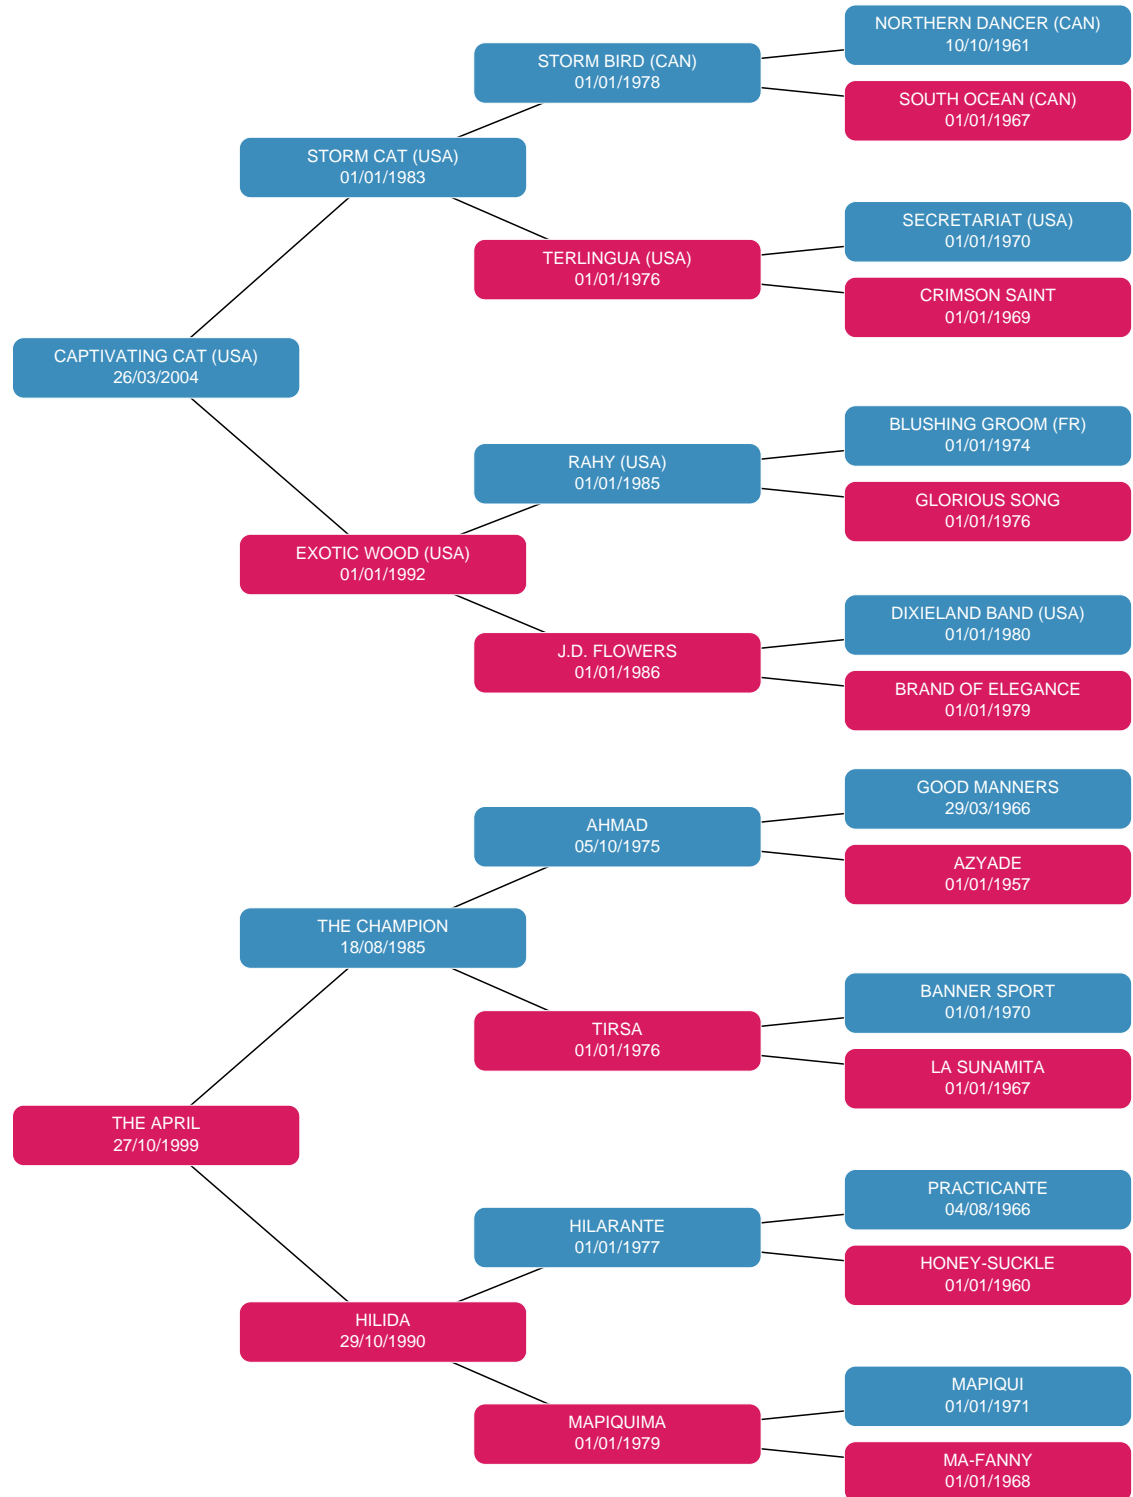 NORTHERN DANCER (CAN)
10/10/1961
STORM BIRD (CAN)
01/01/1978
SOUTH OCEAN (CAN)
01/01/1967
STORM CAT (USA)
01/01/1983
SECRETARIAT (USA)
01/01/1970
TERLINGUA (USA)
01/01/1976
CRIMSON SAINT
01/01/1969
CAPTIVATING CAT (USA)
26/03/2004
BLUSHING GROOM (FR)
01/01/1974
RAHY (USA)
01/01/1985
GLORIOUS SONG
01/01/1976
EXOTIC WOOD (USA)
01/01/1992
DIXIELAND BAND (USA)
01/01/1980
J.D. FLOWERS
01/01/1986
BRAND OF ELEGANCE
01/01/1979
GOOD MANNERS
29/03/1966
AHMAD
05/10/1975
AZYADE
01/01/1957
THE CHAMPION
18/08/1985
BANNER SPORT
01/01/1970
TIRSA
01/01/1976
LA SUNAMITA
01/01/1967
THE APRIL
27/10/1999
PRACTICANTE
04/08/1966
HILARANTE
01/01/1977
HONEY-SUCKLE
01/01/1960
HILIDA
29/10/1990
MAPIQUI
01/01/1971
MAPIQUIMA
01/01/1979
MA-FANNY
01/01/1968